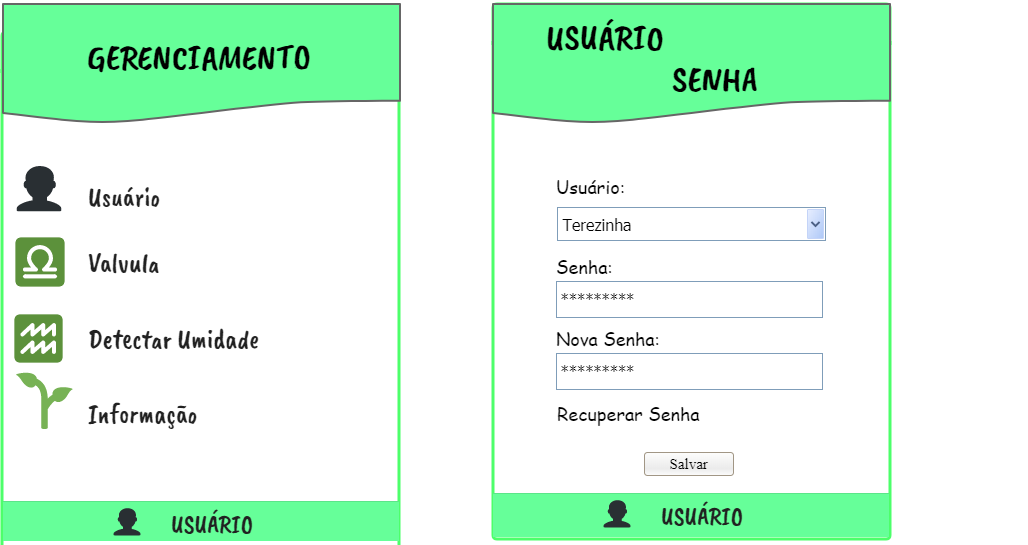 GERENCIAMENTO
Usuário
Valvula
Detectar Umidade
Informação
USUÁRIO
USUÁRIO
SENHA
Usuário:
Terezinha
Senha:
*********
Nova Senha:
*********
Recuperar Senha
Salvar
USUÁRIO